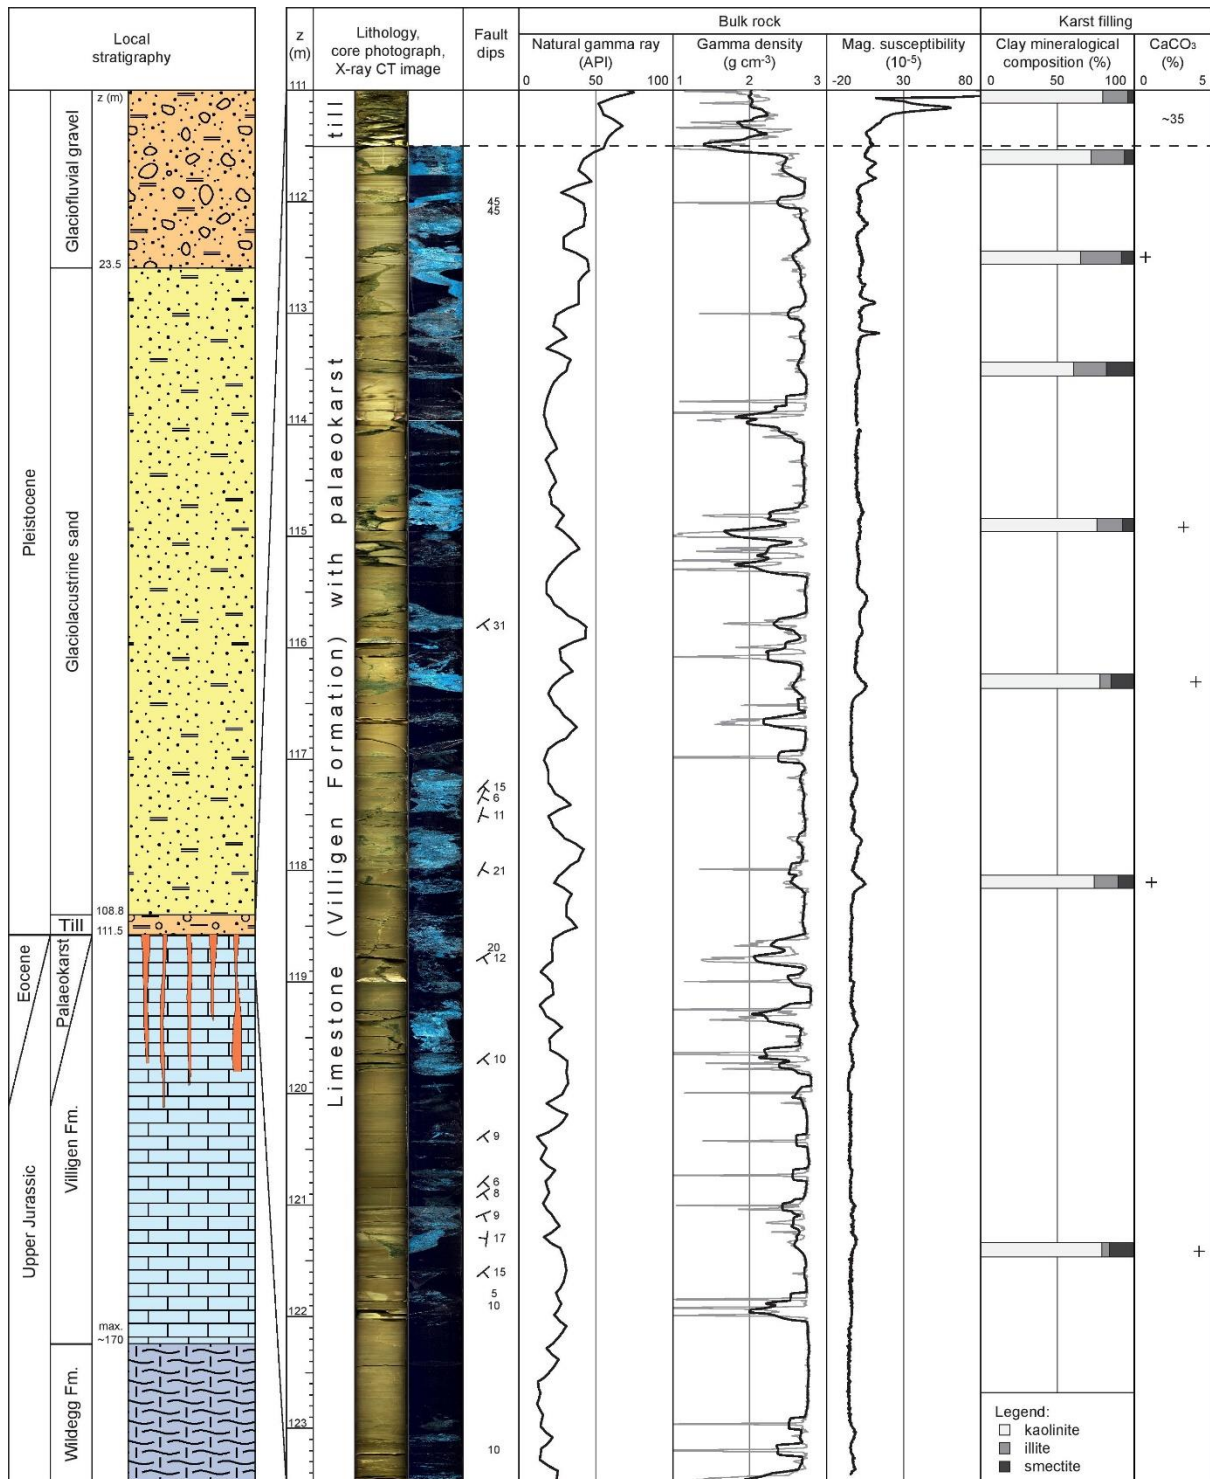 Local
stratigraphy
z
(m)
Lithology,
core photograph,
X-ray CT image
Fault
dips
Bulk rock
Natural gamma ray
(API)
0 50 100
Gamma density
(g cm-3)
1 2 3
Mag. susceptibility
(10-5)
-20 30 80
Karst filling
Clay mineralogical
composition (%)
0 50 100
CaCO3
(%)
0 5
z (m)
Pleistocene
Glaciofluvial gravel
23.5
Glaciolacustrine sand
108.8
Till
111.5
Eocene
Palaeokarst
Upper Jurassic
Villigen Fm.
max.
~170
Wildegg Fm.
111
112
113
114
115
116
117
118
119
120
121
122
123
till
Limestone (Villigen Formation) with palaeokarst
45
45
31
15
6
11
21
20
12
10
9
6
8
9
17
15
5
10
10
~35
Legend:
kaolinite
illite
smectite